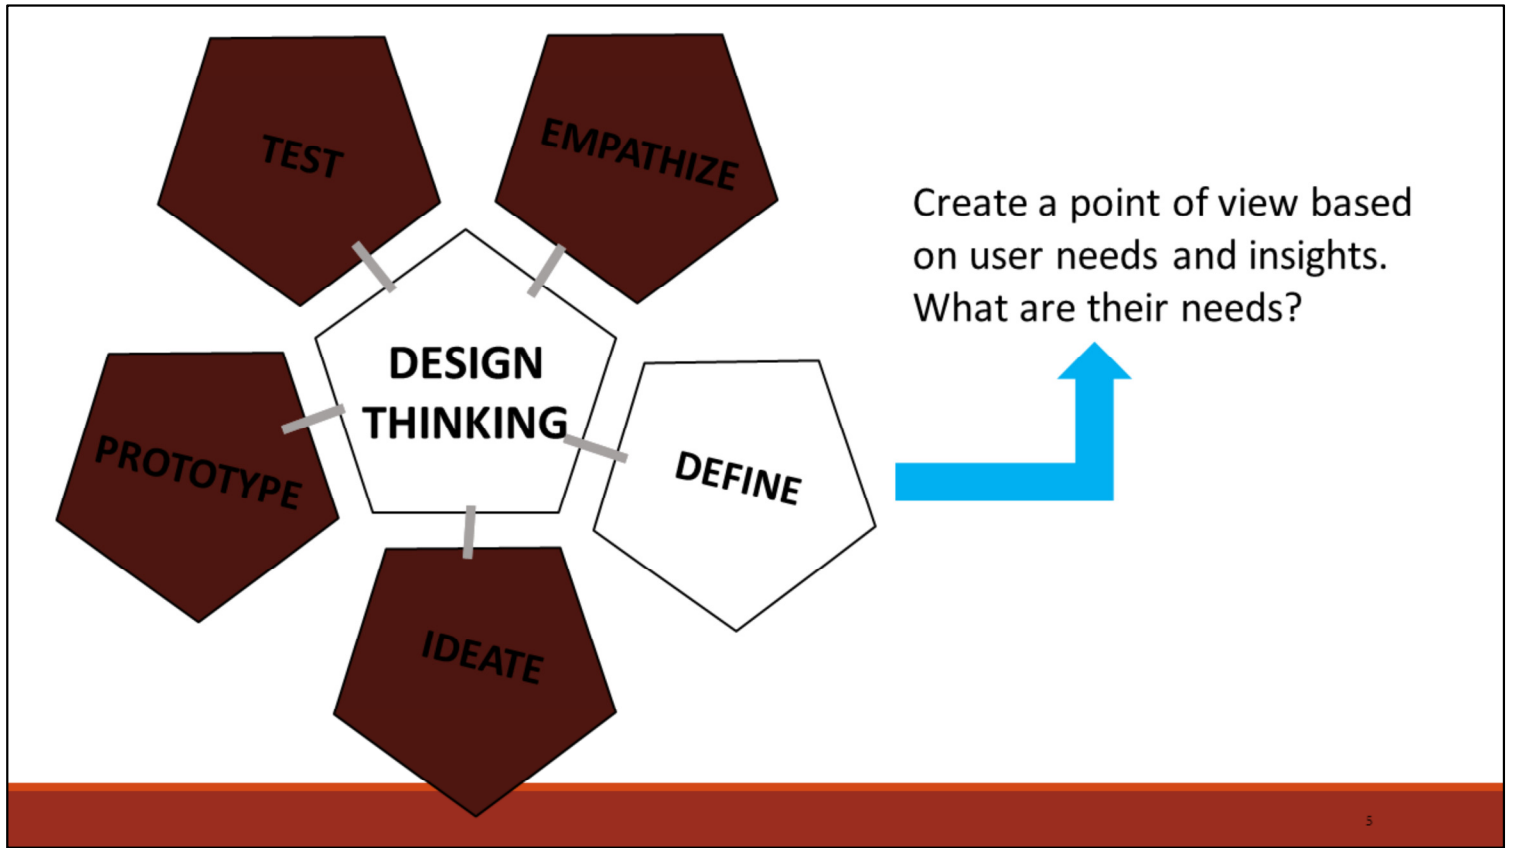 TEST
EMPATHIZE
Create a point of view based
on user needs and insights.
What are their needs?
DESIGN
THINKING
PROTOTYPE
DEFINE
IDEATE
5